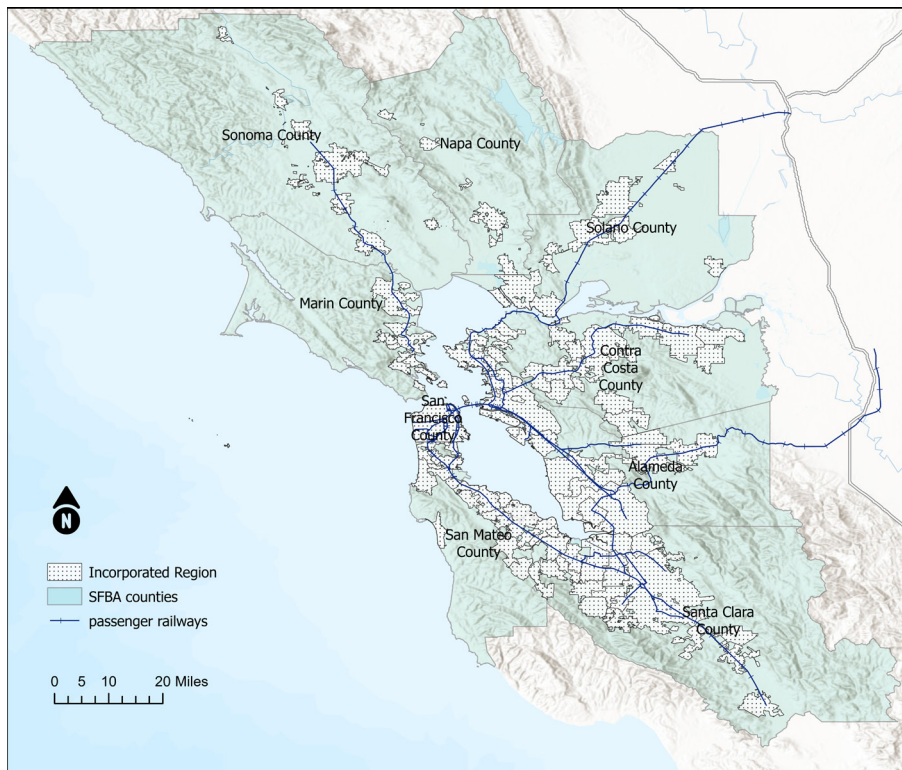 Sonoma County
Napa County
Solano County
Marin County
Contra
Costa
County
San
Francisco
County
Alameda
County
San Mateo
County
Santa Clara
County
N
Incorporated Region
SFBA counties
passenger railways
0 5 10 20 Miles